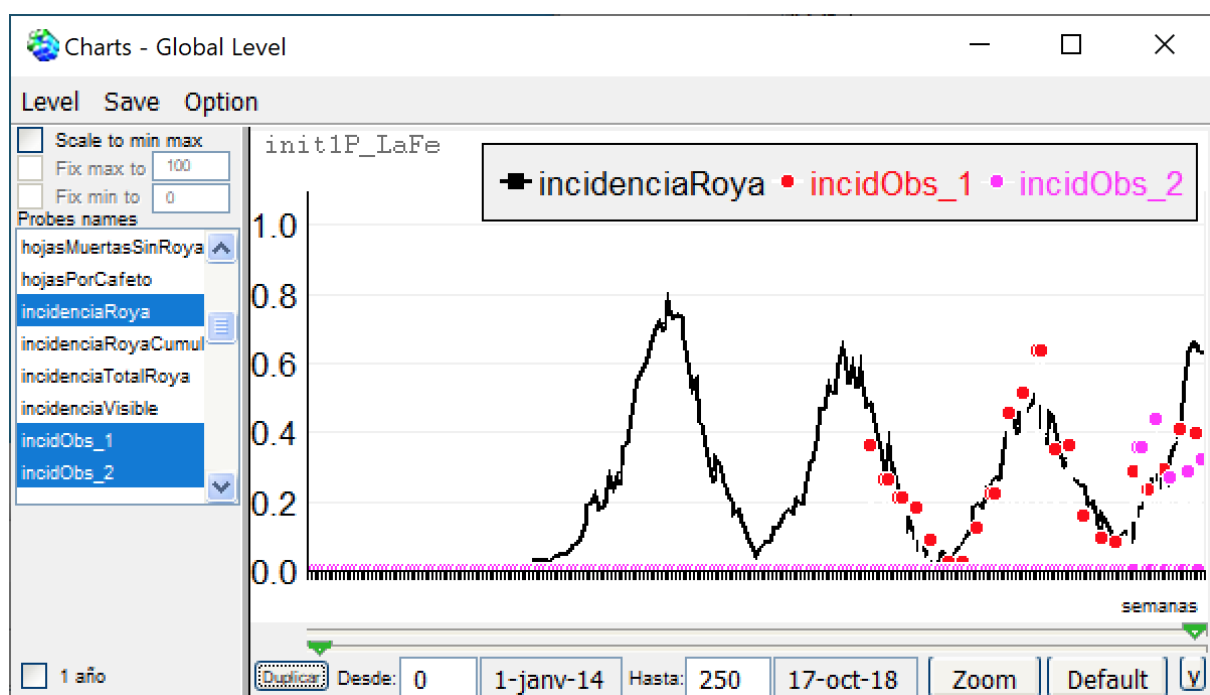 Charts - Global Level
Level Save Option
Scale to min max
Fix max to 100
Fix min to 0
Probes names
hojasMuertasSinRoya
hojasPorCafeto
incidenciaRoya
incidenciaRoyaCumul
incidenciaTotalRoya
incidenciaVisible
incidObs_1
incidObs_2
1 año
init1P_LaFe
incidenciaRoya incidObs_1 incidObs_2
1.0
0.8
0.6
0.4
0.2
0.0
semanas
Duplicar Desde: 0 1-janv-14 Hasta: 250 17-oct-18 Zoom Default y